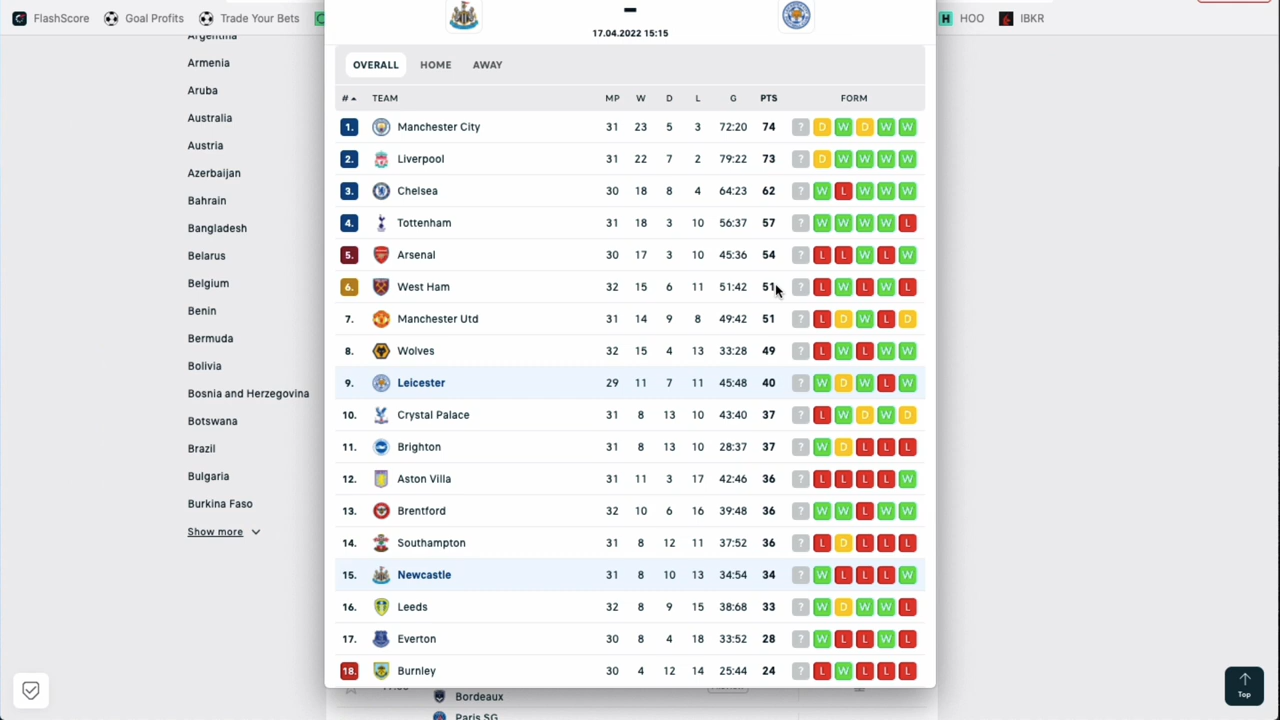 FlashScore Goal Profits Trade Your Bets HOO IBKR
17.04.2022 15:15
Argentina
Armenia
Aruba
Australia
Austria
Azerbaijan
Bahrain
Bangladesh
Belarus
Belgium
Benin
Bermuda
Bolivia
Bosnia and Herzegovina
Botswana
Brazil
Bulgaria
Burkina Faso
Show more
OVERALL HOME AWAY
# TEAM MP W D L G PTS FORM
1. Manchester City 31 23 5 3 72:20 74 ? D W D W W
2. Liverpool 31 22 7 2 79:22 73 ? D W W W W
3. Chelsea 30 18 8 4 64:23 62 ? W L W W W
4. Tottenham 31 18 3 10 56:37 57 ? W W W W L
5. Arsenal 30 17 3 10 45:36 54 ? L L W L W
6. West Ham 32 15 6 11 51:42 51 ? L W L W L
7. Manchester Utd 31 14 9 8 49:42 51 ? L D W L D
8. Wolves 32 15 4 13 33:28 49 ? L W L W W
9. Leicester 29 11 7 11 45:48 40 ? W D W L W
10. Crystal Palace 31 8 13 10 43:40 37 ? L W D W D
11. Brighton 31 8 13 10 28:37 37 ? W D L L L
12. Aston Villa 31 11 3 17 42:46 36 ? L L L L W
13. Brentford 32 10 6 16 39:48 36 ? W W L W W
14. Southampton 31 8 12 11 37:52 36 ? L D L L L
15. Newcastle 31 8 10 13 34:54 34 ? W L L L W
16. Leeds 32 8 9 15 38:68 33 ? W D W W L
17. Everton 30 8 4 18 33:52 28 ? W L L W L
18. Burnley 30 4 12 14 25:44 24 ? L W L L L
Bordeaux
Paris SG
Top